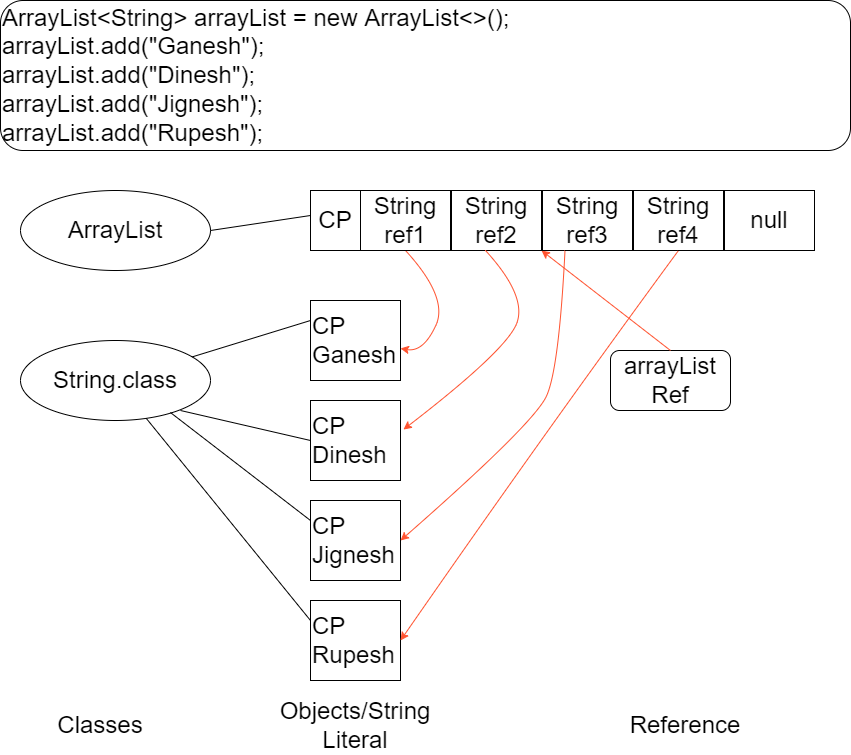 ArrayList<String> arrayList = new ArrayList<>();
arrayList.add("Ganesh");
arrayList.add("Dinesh");
arrayList.add("Jignesh");
arrayList.add("Rupesh");
ArrayList
CP
String
ref1
String
ref2
String
ref3
String
ref4
null
CP
Ganesh
arrayList
Ref
String.class
CP
Dinesh
CP
Jignesh
CP
Rupesh
Classes
Objects/String
Literal
Reference